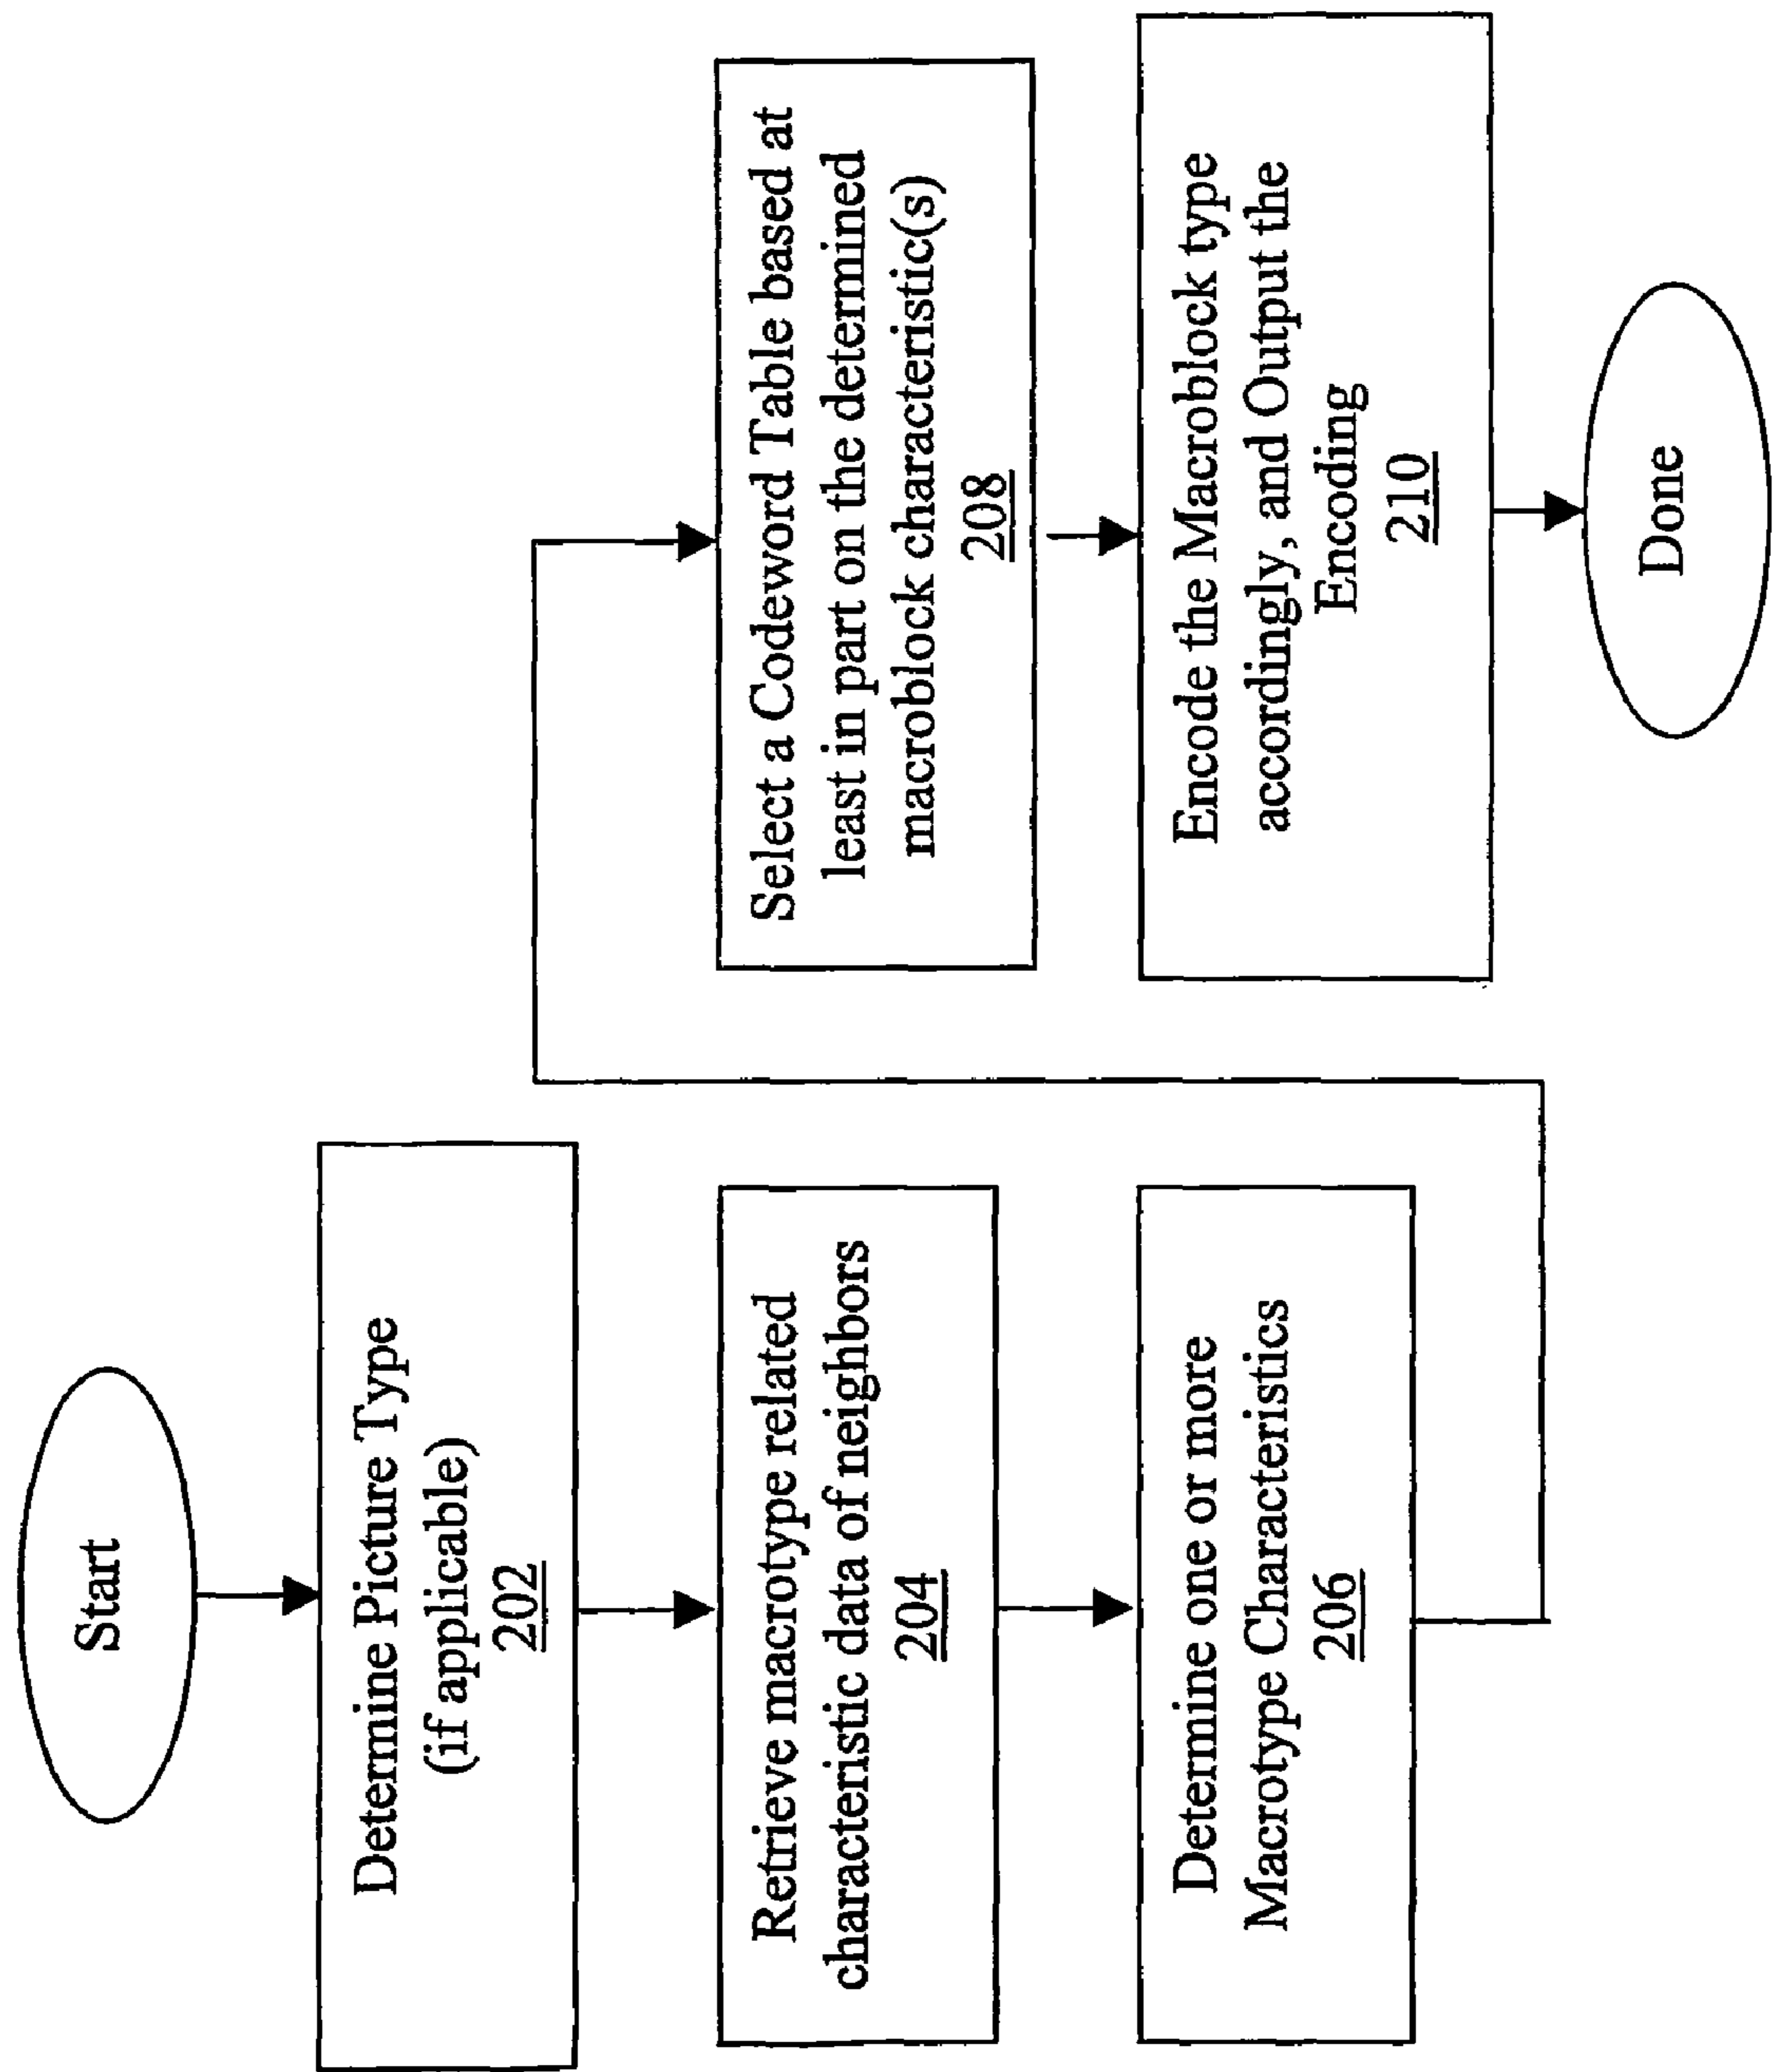 Start
Determine Picture Type
(if applicable)
202
Retrieve macrotype related
characteristic data of neighbors
204
Determine one or more
Macrotype Characteristics
206
Select a Codeword Table based at
least in part on the determined
macroblock characteristic(s)
208
Encode the Macroblock type
accordingly, and Output the
Encoding
210
Done